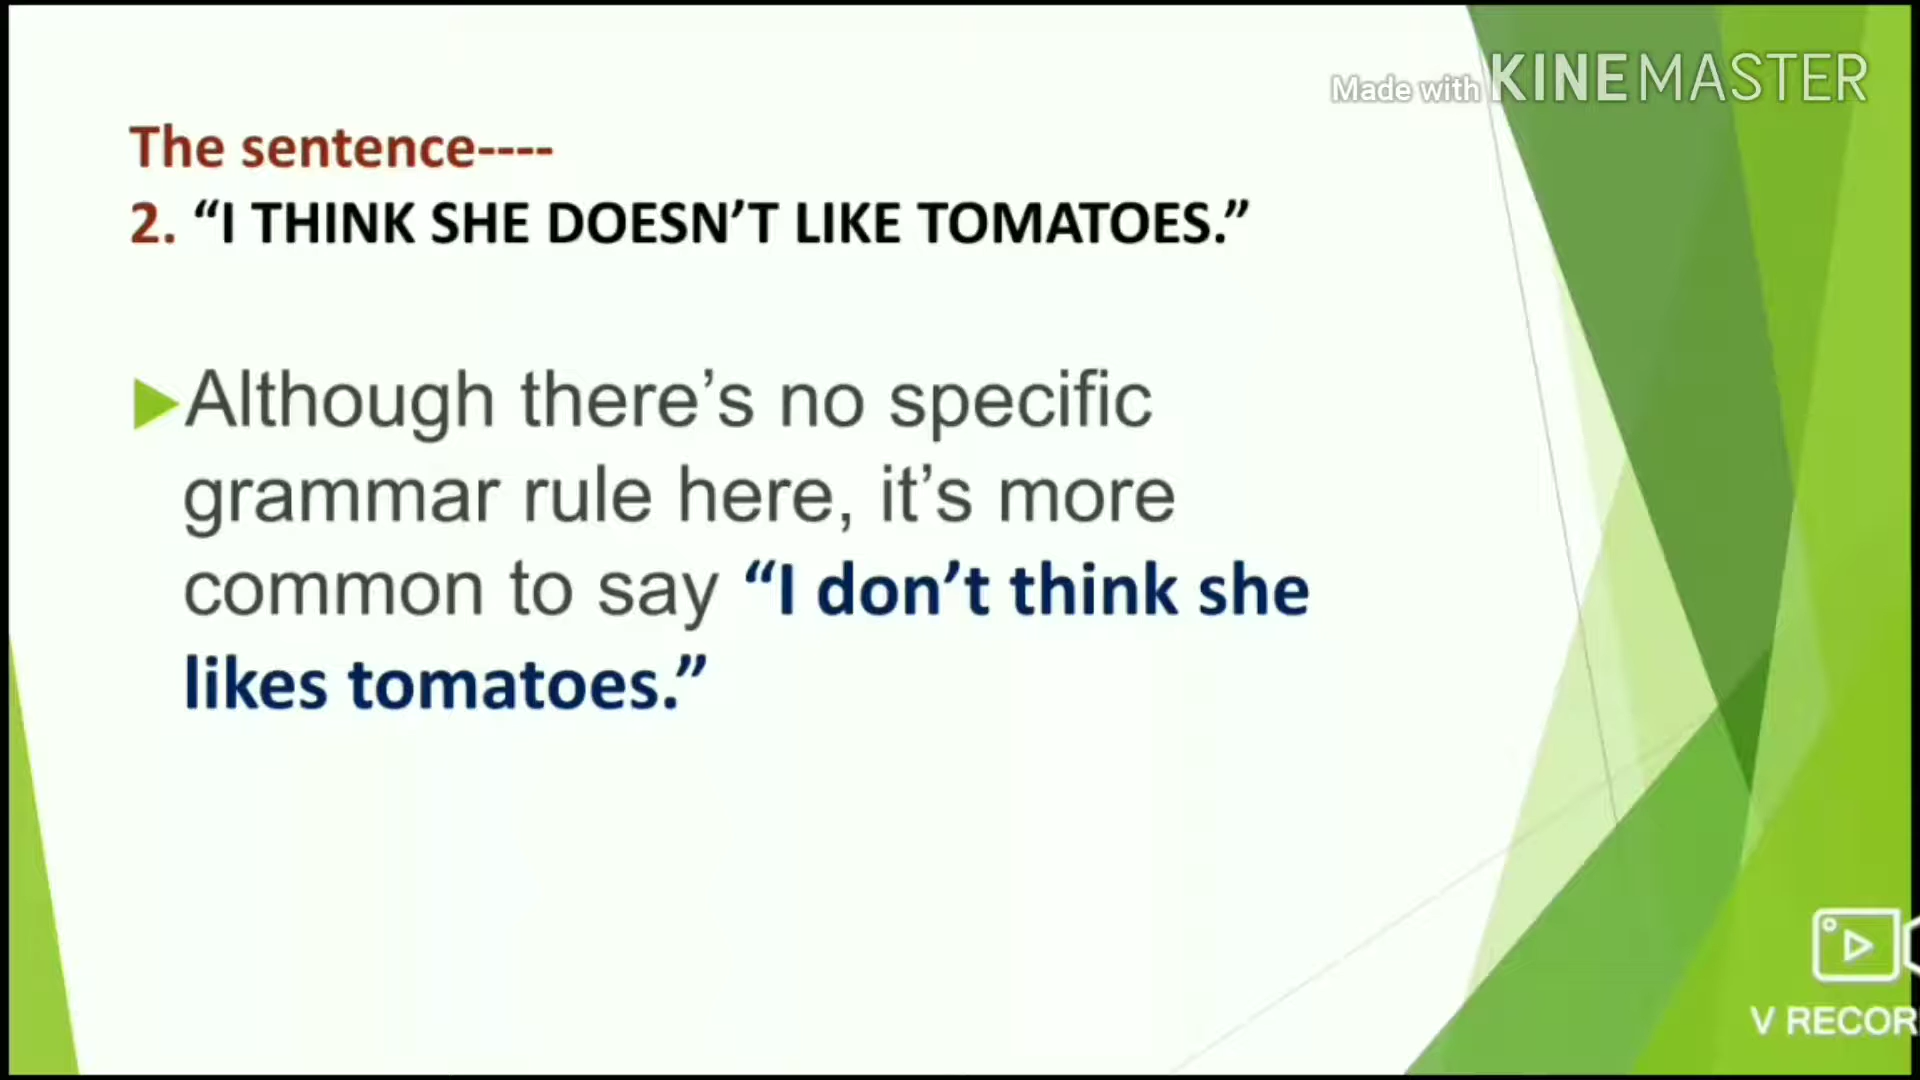 Made with KINEMASTER
The sentence----
2. “I THINK SHE DOESN’T LIKE TOMATOES.”
Although there’s no specific
grammar rule here, it’s more
common to say “I don’t think she
likes tomatoes.”
V RECOR